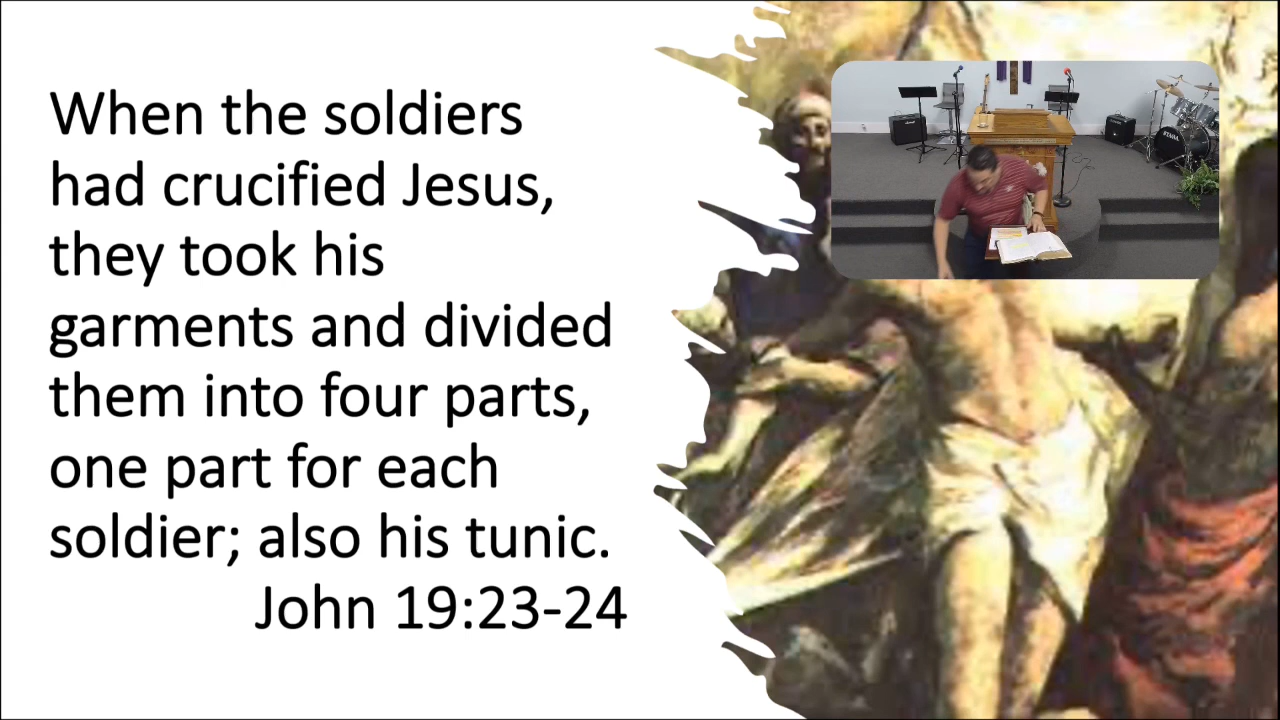 When the soldiers
had crucified Jesus,
they took his
garments and divided
them into four parts,
one part for each
soldier; also his tunic.
John 19:23-24
TAMA